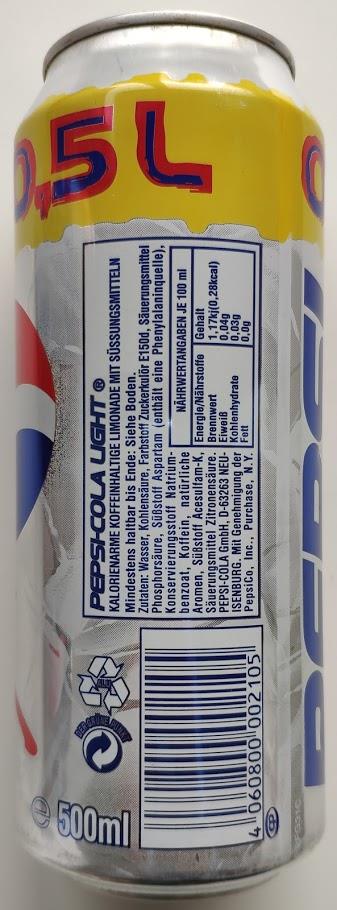 0,5L
PEPSI-COLA LIGHT ®
KALORIENARME KOFFEINHALTIGE LIMONADE MIT SÜSSUNGSMITTELN
Mindestens haltbar bis Ende: Siehe Boden.
Zutaten: Wasser, Kohlensäure, Farbstoff Zuckerkulör E150d, Säuerungsmittel
Phosphorsäure, Süßstoff Aspartam (enthält eine Phenylalaninquelle),
Konservierungsstoff Natrium-
benzoat, Koffein, natürliche
Aromen, Süßstoff Acesulfam-K,
Säuerungsmittel Zitronensäure.
PEPSI-COLA GmbH, D-63263 NEU-
ISENBURG. Mit Genehmigung der
PepsiCo, Inc., Purchase, N.Y.
NÄHRWERTANGABEN JE 100 ml
Energie/Nährstoffe Gehalt
Brennwert 1,17kJ(0,28kcal)
Eiweiß 0,04g
Kohlenhydrate 0,03g
Fett 0,0g
DER GRÜNE PUNKT
500ml
4 060800 002105
PEPSI